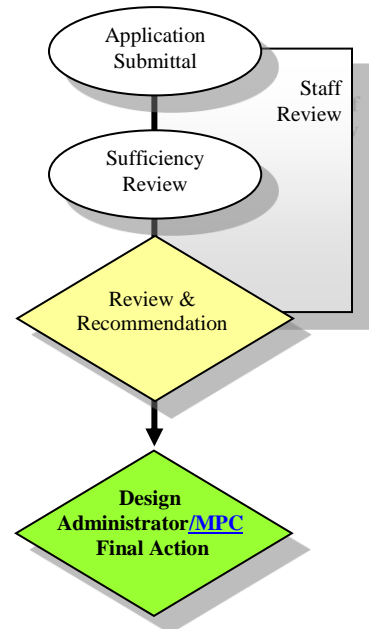 Application
Submittal
Staff
Review
Sufficiency
Review
Review &
Recommendation
Design
Administrator/MPC
Final Action